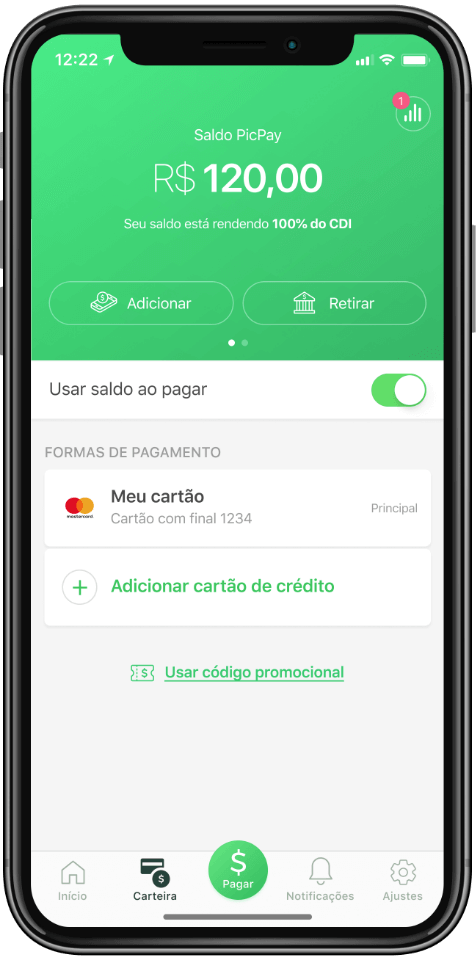 12:22
1
Saldo PicPay
R$ 120,00
Seu saldo está rendendo 100% do CDI
Adicionar
Retirar
Usar saldo ao pagar
FORMAS DE PAGAMENTO
Meu cartão
Cartão com final 1234
Principal
mastercard
Adicionar cartão de crédito
Usar código promocional
Início
Carteira
Pagar
Notificações
Ajustes